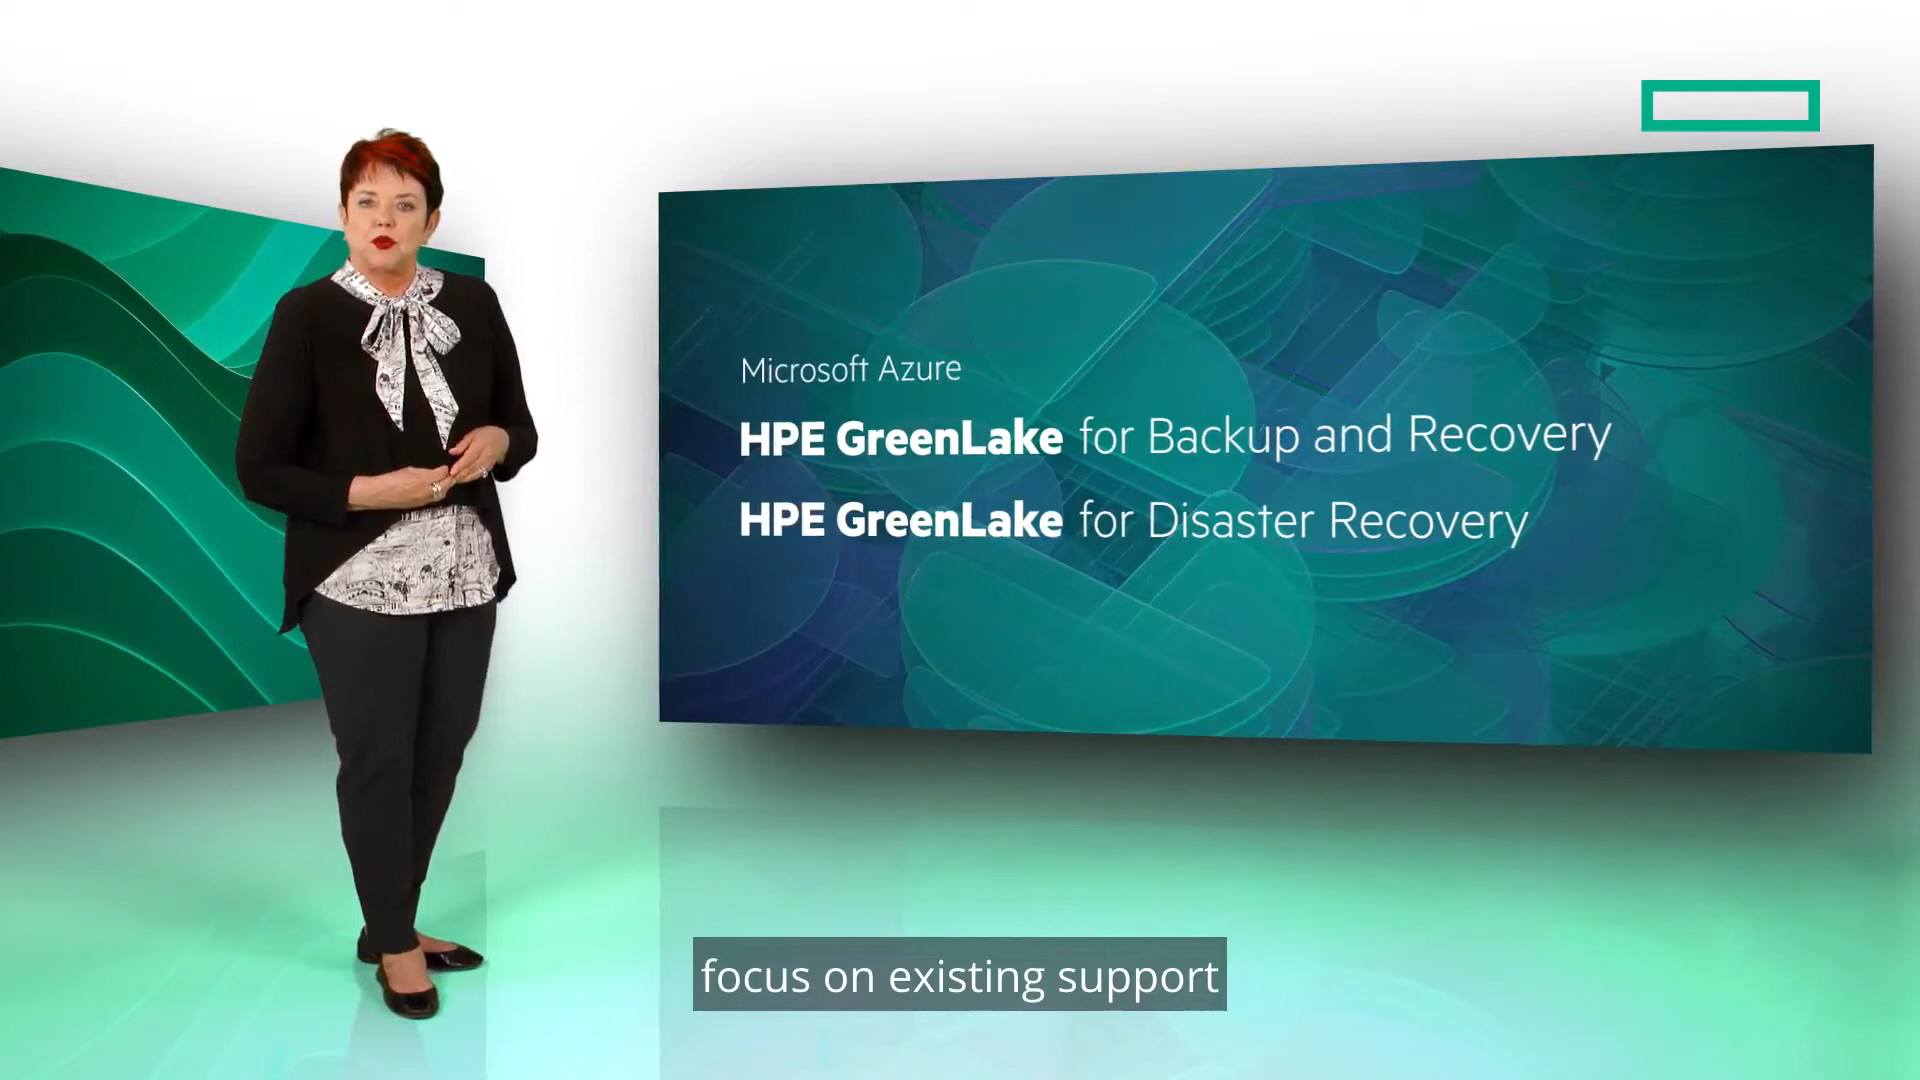 Microsoft Azure
HPE GreenLake for Backup and Recovery
HPE GreenLake for Disaster Recovery
focus on existing support